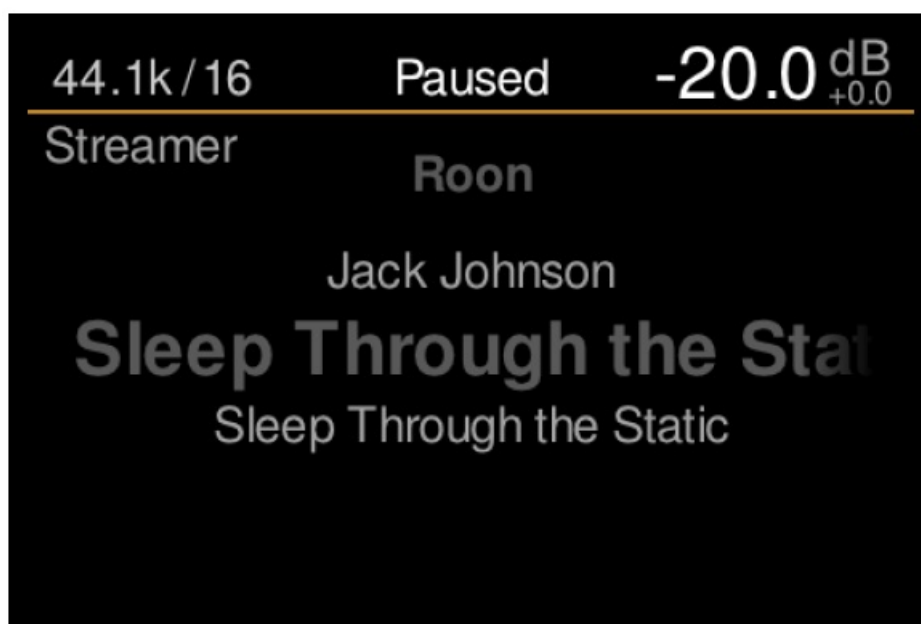 44.1k/16 Paused -20.0 dB +0.0
Streamer
Roon
Jack Johnson
Sleep Through the Stat
Sleep Through the Static